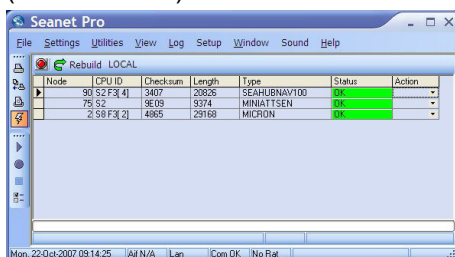 Seanet Pro
File Settings Utilities View Log Setup Window Sound Help
Rebuild LOCAL
Node CPU ID Checksum Length Type Status Action
90 S2 F3[ 4] 3407 20826 SEAHUBNAV100 OK
75 S2 9E09 9374 MINIATTSEN OK
2 S8 F3[ 2] 4865 29168 MICRON OK
Mon, 22-Oct-2007 09:14:25 Aif N/A Lan Com OK No Rat